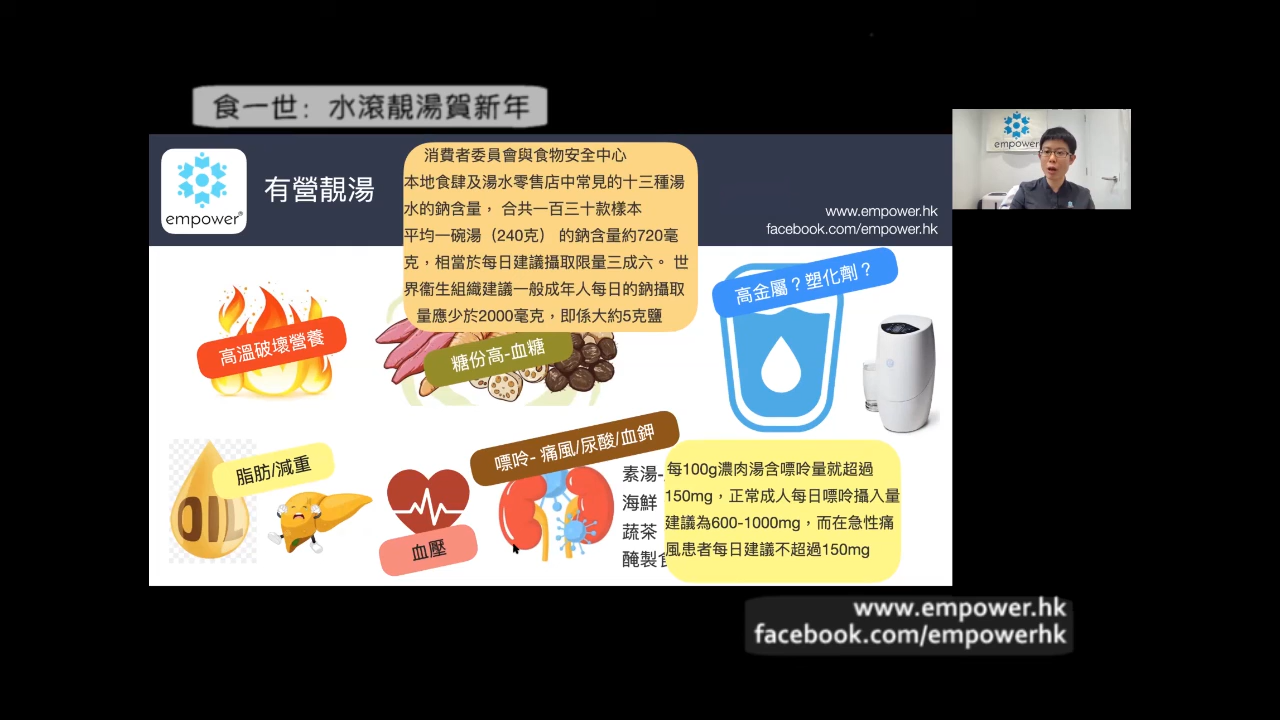 食一世：水滾靚湯賀新年
empower
有營靚湯
消費者委員會與食物安全中心
本地食肆及湯水零售店中常見的十三種湯
水的鈉含量， 合共一百三十款樣本
平均一碗湯（240克） 的鈉含量約720毫
克，相當於每日建議攝取限量三成六。 世
界衞生組織建議一般成年人每日的鈉攝取
量應少於2000毫克，即係大約5克鹽
www.empower.hk
facebook.com/empower.hk
empower
高溫破壞營養
糖份高-血糖
高金屬？塑化劑？
脂肪/減重
OIL
血壓
嘌呤- 痛風/尿酸/血鉀
素湯-
海鮮
蔬茶
醃製食
每100g濃肉湯含嘌呤量就超過
150mg，正常成人每日嘌呤攝入量
建議為600-1000mg，而在急性痛
風患者每日建議不超過150mg
www.empower.hk
facebook.com/empowerhk